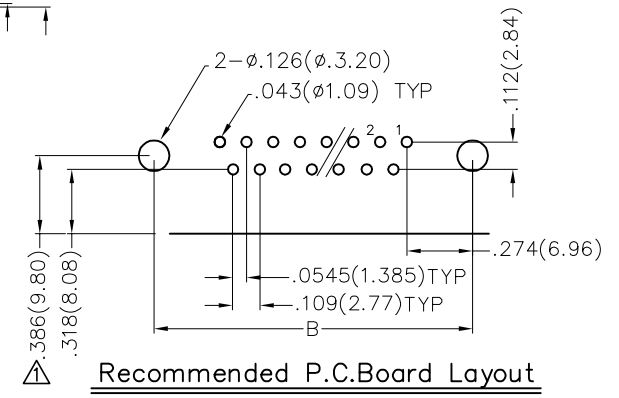 2-ø.126(ø.3.20)
.043(ø1.09) TYP
.112(2.84)
2 1
.274(6.96)
.0545(1.385)TYP
.109(2.77)TYP
B
.386(9.80)
.318(8.08)
1
Recommended P.C.Board Layout